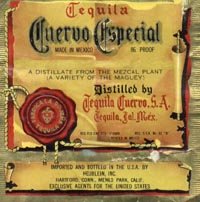 Tequila
Cuervo Especial
MADE IN MEXICO 86 PROOF
A DISTILLATE FROM THE MEZCAL PLANT
(A VARIETY OF THE MAGUEY)
Distilled by
Tequila Cuervo, S.A.
Tequila, Jal. Mex.
IMPORTED AND BOTTLED IN THE U.S.A. BY
HEUBLEIN, INC.
HARTFORD, CONN., MENLO PARK, CALIF.
EXCLUSIVE AGENTS FOR THE UNITED STATES